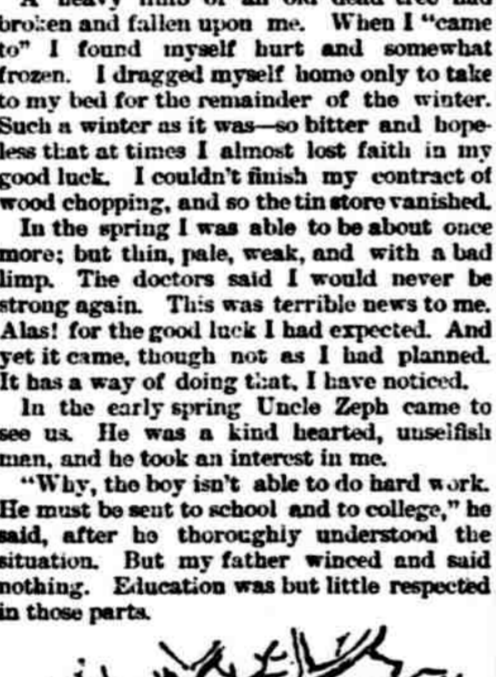 A heavy limb of an old dead tree had
broken and fallen upon me. When I "came
to" I found myself hurt and somewhat
frozen. I dragged myself home only to take
to my bed for the remainder of the winter.
Such a winter as it was—so bitter and hope-
less that at times I almost lost faith in my
good luck. I couldn't finish my contract of
wood chopping, and so the tin store vanished.
In the spring I was able to be about once
more; but thin, pale, weak, and with a bad
limp. The doctors said I would never be
strong again. This was terrible news to me.
Alas! for the good luck I had expected. And
yet it came, though not as I had planned.
It has a way of doing that, I have noticed.
In the early spring Uncle Zeph came to
see us. He was a kind hearted, unselfish
man, and he took an interest in me.
"Why, the boy isn't able to do hard work.
He must be sent to school and to college," he
said, after he thoroughly understood the
situation. But my father winced and said
nothing. Education was but little respected
in those parts.